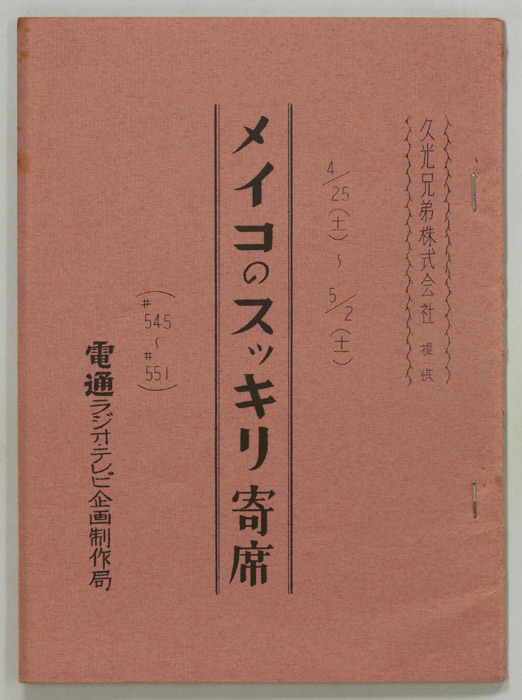 久光兄弟株式会社 提供
4/25(土)~5/2(土)
メイコのスッキリ寄席
(#545~#551)
電通ラジオ・テレビ企画制作局